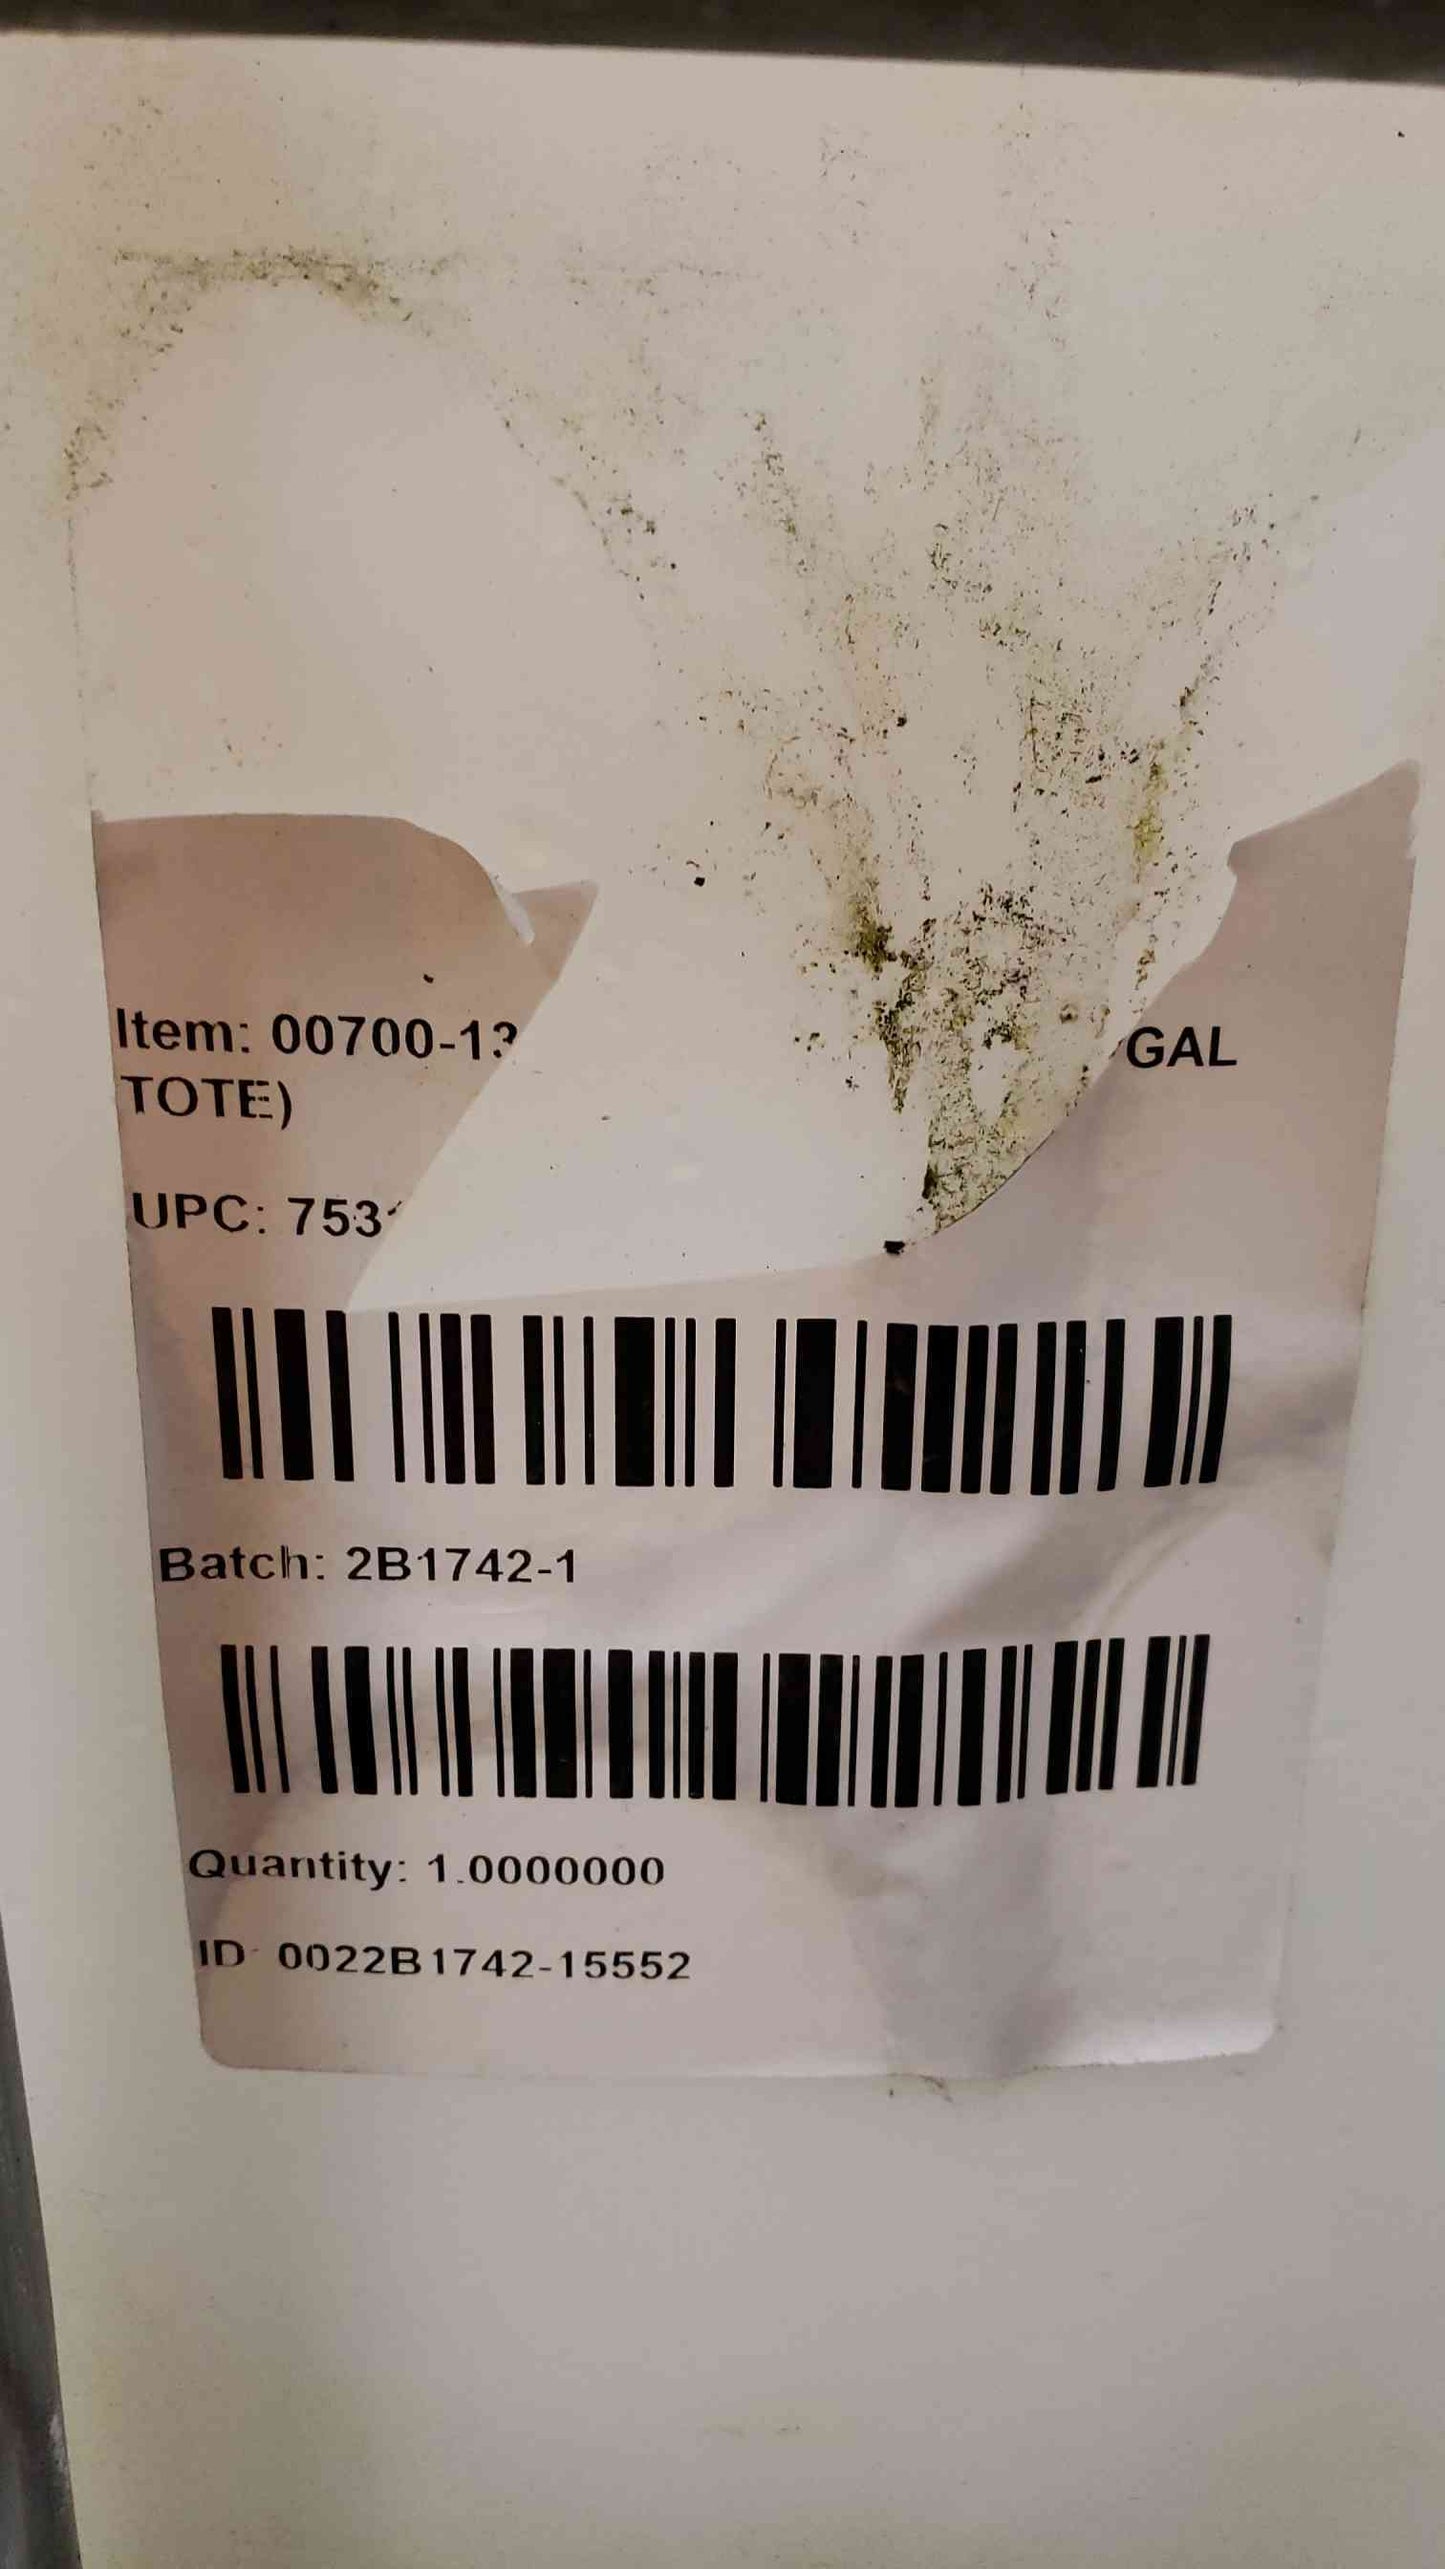 Item: 00700-13 GAL
TOTE)
UPC: 753
Batch: 2B1742-1
Quantity: 1.0000000
ID: 0022B1742-15552